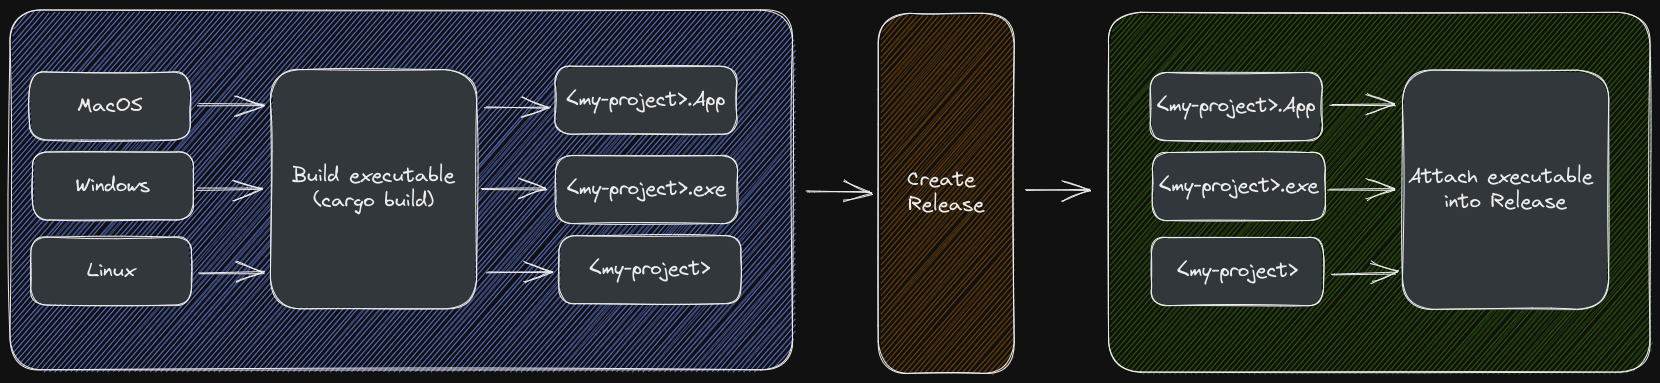 MacOS
Windows
Linux
Build executable
(cargo build)
<my-project>.App
<my-project>.exe
<my-project>
Create
Release
<my-project>.App
<my-project>.exe
<my-project>
Attach executable
into Release